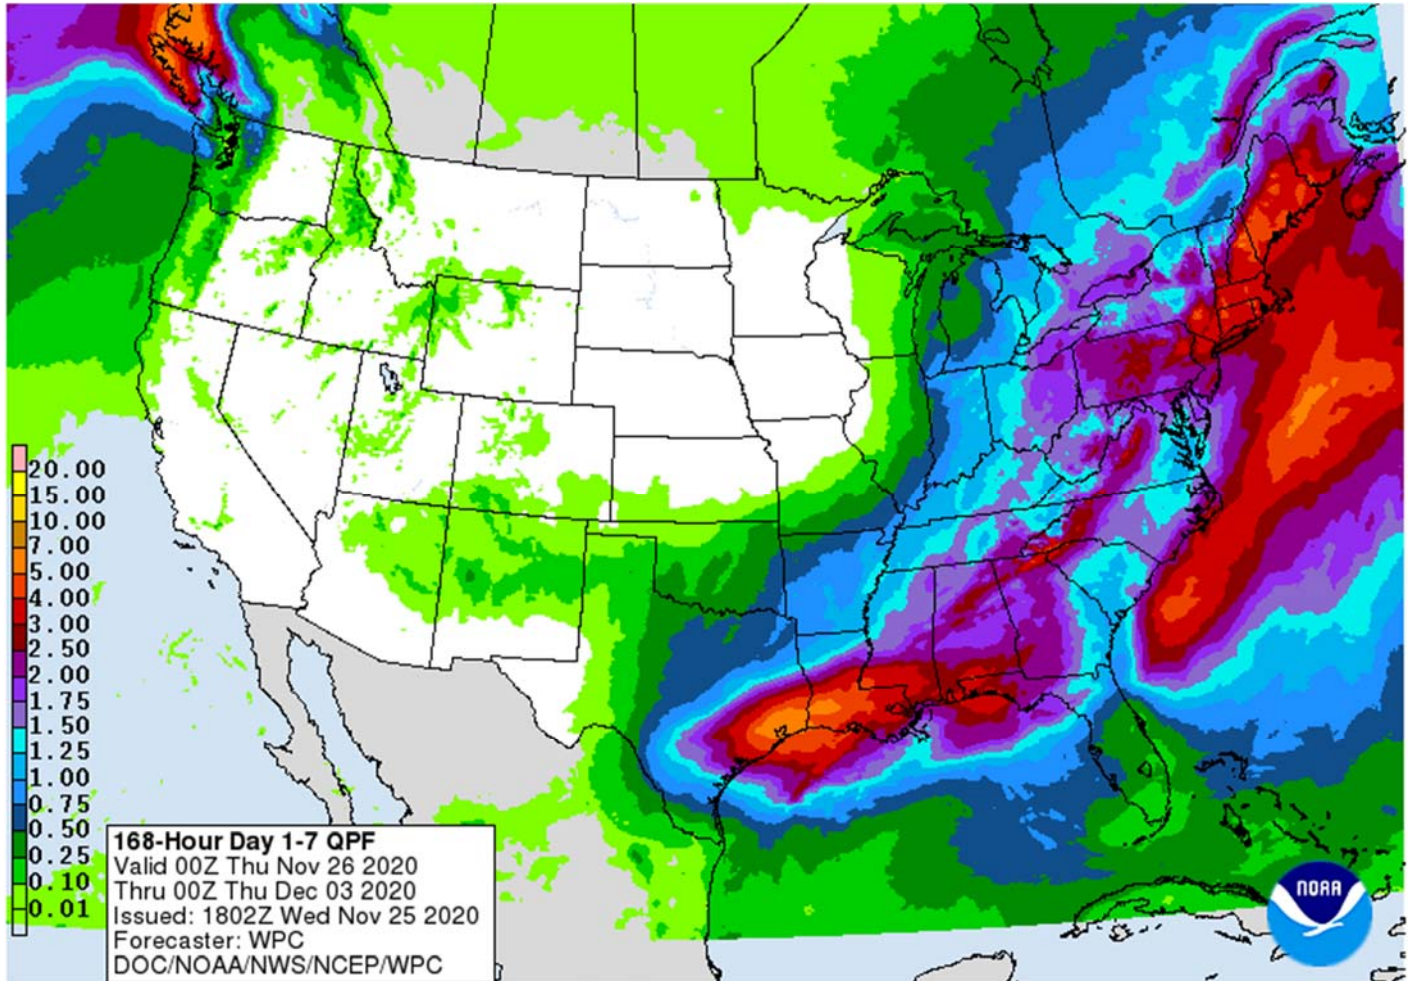 20.00
15.00
10.00
7.00
5.00
4.00
3.00
2.50
2.00
1.75
1.50
1.25
1.00
0.75
0.50
0.25
0.10
0.01
168-Hour Day 1-7 QPF
Valid 00Z Thu Nov 26 2020
Thru 00Z Thu Dec 03 2020
Issued: 1802Z Wed Nov 25 2020
Forecaster: WPC
DOC/NOAA/NWS/NCEP/WPC
NOAA